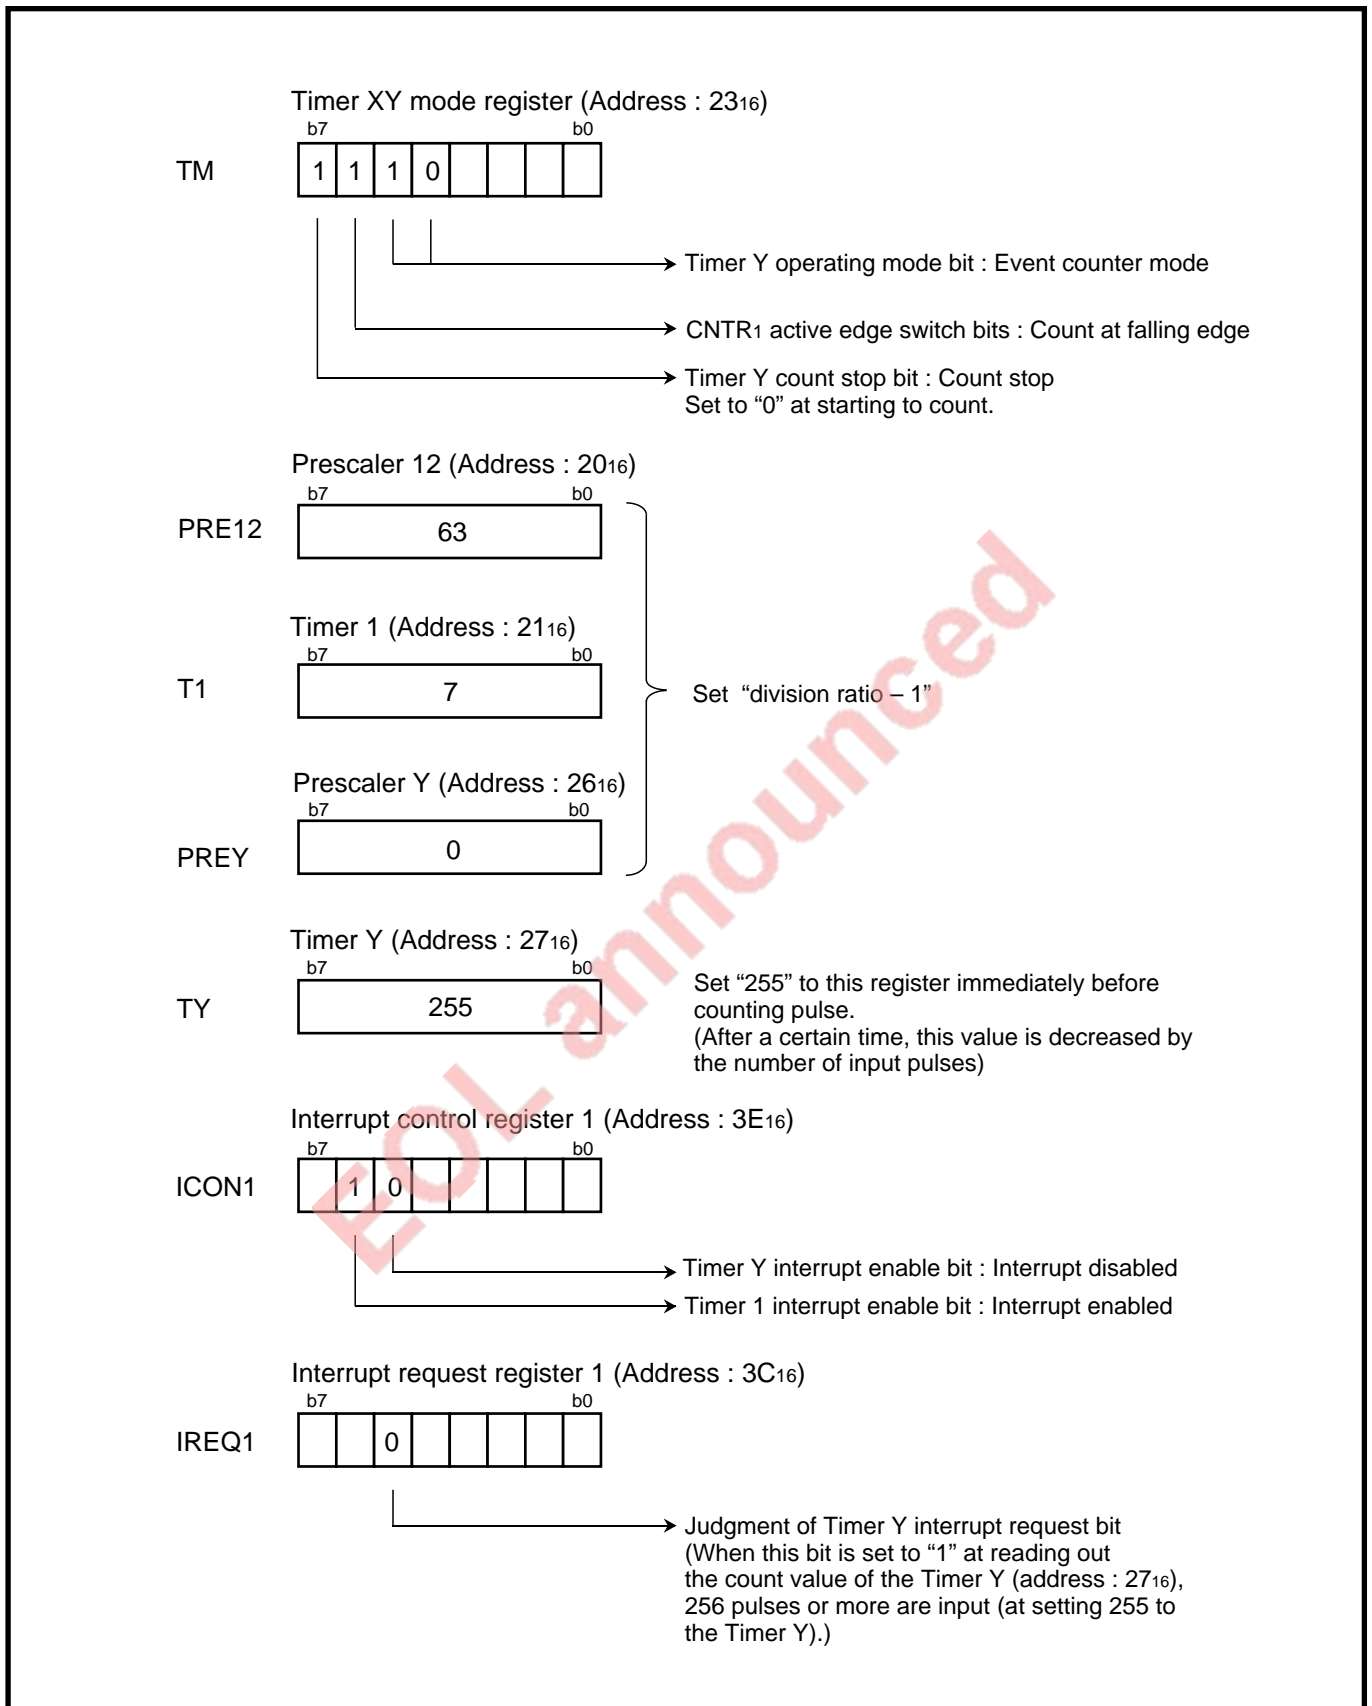 Timer XY mode register (Address : 2316)
b7 b0
TM 1 1 1 0
Timer Y operating mode bit : Event counter mode
CNTR1 active edge switch bits : Count at falling edge
Timer Y count stop bit : Count stop
Set to “0” at starting to count.
Prescaler 12 (Address : 2016)
b7 b0
PRE12 63
Timer 1 (Address : 2116)
b7 b0
T1 7
Set “division ratio – 1”
Prescaler Y (Address : 2616)
b7 b0
PREY 0
Timer Y (Address : 2716)
b7 b0
TY 255
Set “255” to this register immediately before
counting pulse.
(After a certain time, this value is decreased by
the number of input pulses)
Interrupt control register 1 (Address : 3E16)
b7 b0
ICON1 1 0
Timer Y interrupt enable bit : Interrupt disabled
Timer 1 interrupt enable bit : Interrupt enabled
Interrupt request register 1 (Address : 3C16)
b7 b0
IREQ1 0
Judgment of Timer Y interrupt request bit
(When this bit is set to “1” at reading out
the count value of the Timer Y (address : 2716),
256 pulses or more are input (at setting 255 to
the Timer Y).)
EOL announced